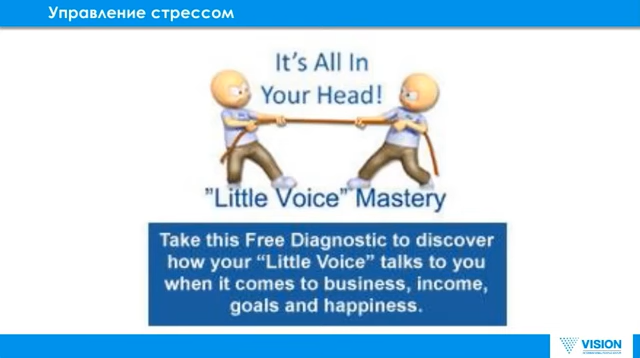 Управление стрессом
It's All In
Your Head!
"Little Voice" Mastery
Take this Free Diagnostic to discover
how your "Little Voice" talks to you
when it comes to business, income,
goals and happiness.
VISION